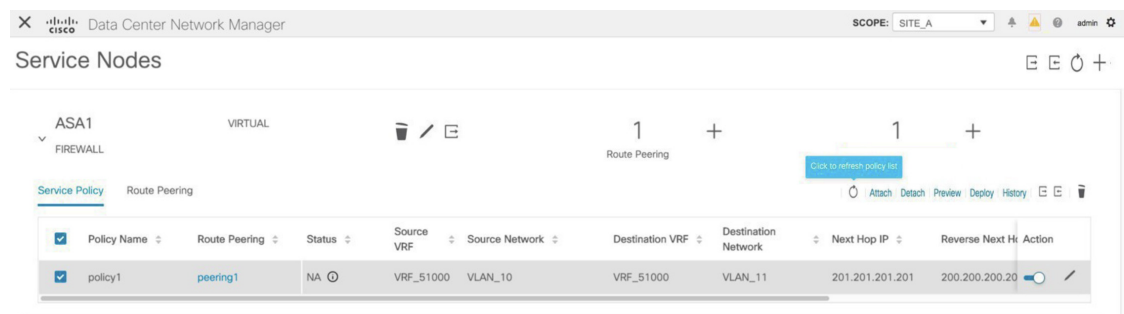 CISCO Data Center Network Manager SCOPE: SITE_A admin
Service Nodes
ASA1 VIRTUAL 1 1
FIREWALL Route Peering
Click to refresh policy list
Service Policy Route Peering Attach Detach Preview Deploy History
Policy Name Route Peering Status Source VRF Source Network Destination VRF Destination Network Next Hop IP Reverse Next Ho Action
policy1 peering1 NA VRF_51000 VLAN_10 VRF_51000 VLAN_11 201.201.201.201 200.200.200.20